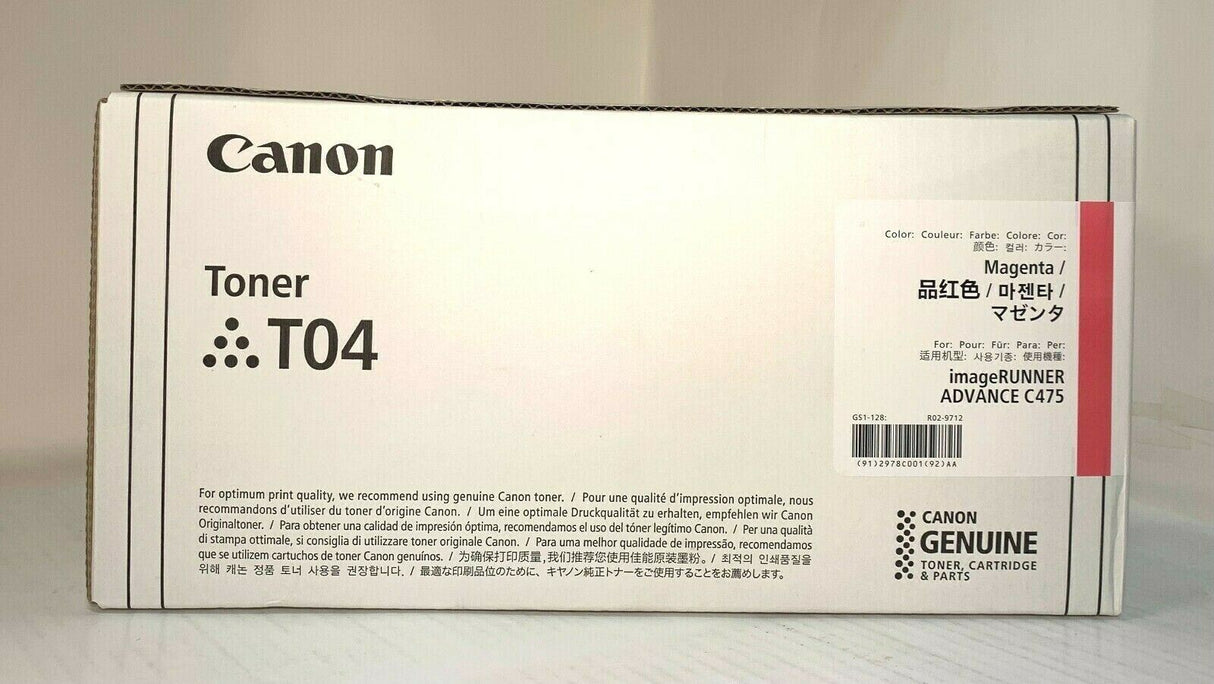 Canon
Toner
T04
Color: Couleur: Farbe: Colore: Cor:
颜色: 컬러: カラー:
Magenta /
品红色 / 마젠타 /
マゼンタ
For: Pour: Für: Para: Per:
适用机型: 사용기종: 使用機種:
imageRUNNER
ADVANCE C475
GS1-128: R02-9712
(91)2978C001(92)AA
For optimum print quality, we recommend using genuine Canon toner. / Pour une qualité d'impression optimale, nous
recommandons d'utiliser du toner d'origine Canon. / Um eine optimale Druckqualität zu erhalten, empfehlen wir Canon
Originaltoner. / Para obtener una calidad de impresión óptima, recomendamos el uso del tóner legítimo Canon. / Per una qualità
di stampa ottimale, si consiglia di utilizzare toner originale Canon. / Para uma melhor qualidade de impressão, recomendamos
que se utilizem cartuchos de toner Canon genuínos. / 为确保打印质量,我们推荐您使用佳能原装墨粉。 / 최적의 인쇄품질을
위해 캐논 정품 토너 사용을 권장합니다. / 最適な印刷品位のために、キヤノン純正トナーをご使用することをお薦めします。
CANON
GENUINE
TONER, CARTRIDGE
& PARTS